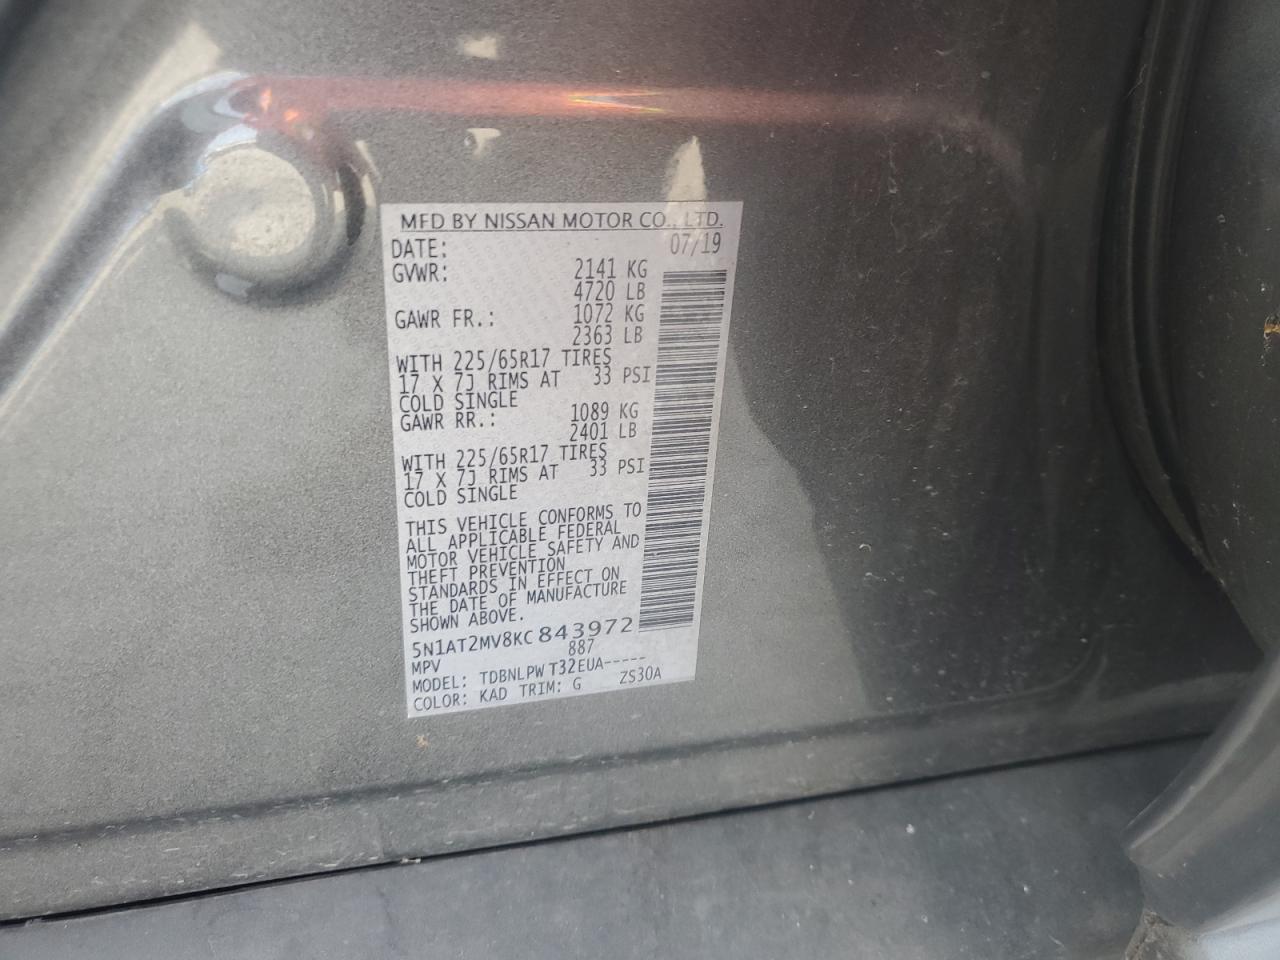 MFD BY NISSAN MOTOR CO., LTD.
DATE: 07/19
GVWR: 2141 KG
4720 LB
GAWR FR.: 1072 KG
2363 LB
WITH 225/65R17 TIRES
17 X 7J RIMS AT 33 PSI
COLD SINGLE
GAWR RR.: 1089 KG
2401 LB
WITH 225/65R17 TIRES
17 X 7J RIMS AT 33 PSI
COLD SINGLE
THIS VEHICLE CONFORMS TO
ALL APPLICABLE FEDERAL
MOTOR VEHICLE SAFETY AND
THEFT PREVENTION
STANDARDS IN EFFECT ON
THE DATE OF MANUFACTURE
SHOWN ABOVE.
5N1AT2MV8KC843972
MPV 887
MODEL: TDBNLPW T32EUA-----
COLOR: KAD TRIM: G ZS30A